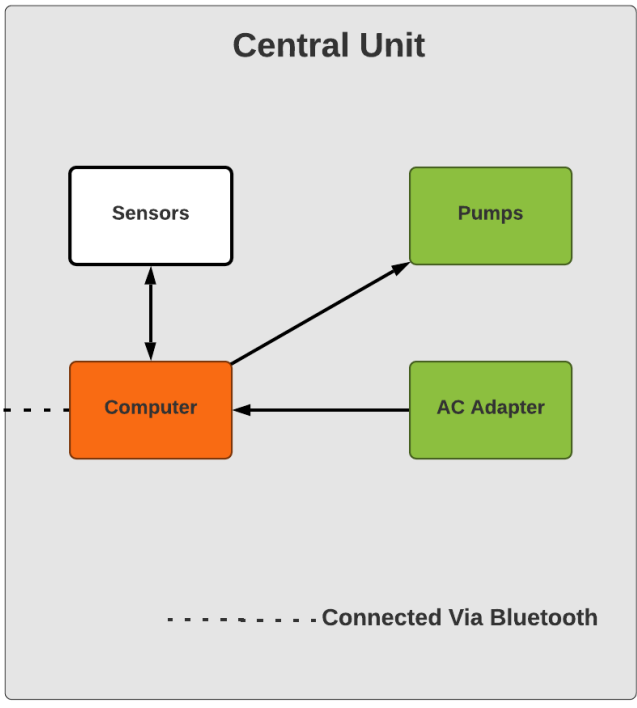 Central Unit
Sensors
Pumps
Computer
AC Adapter
Connected Via Bluetooth